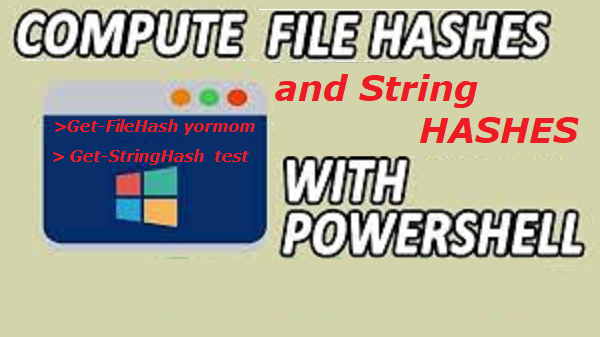 COMPUTE FILE HASHES
and String
HASHES
>Get-FileHash yormom
> Get-StringHash test
WITH
POWERSHELL